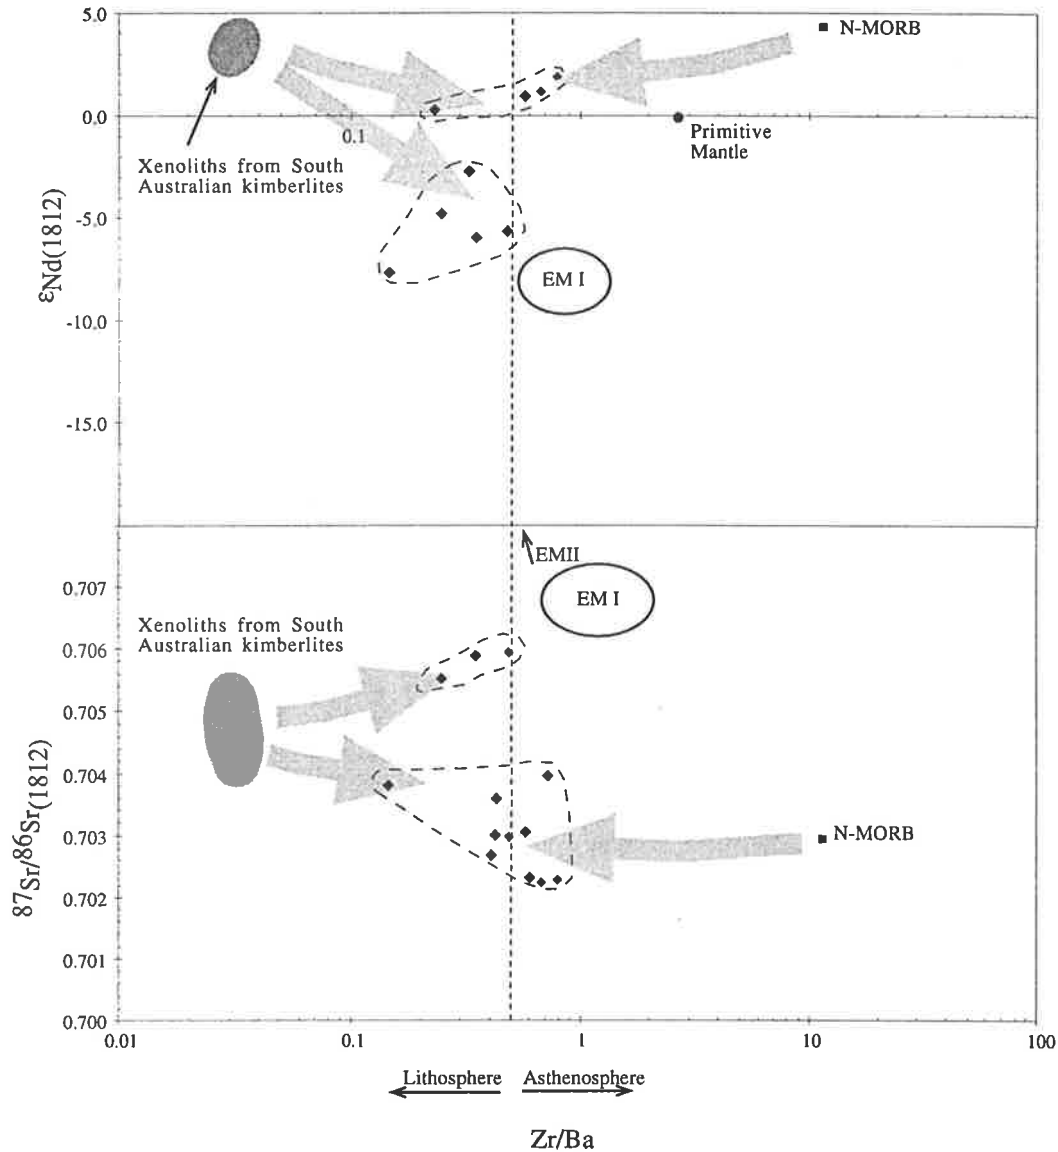 5.0
N-MORB
0.0
0.1
Primitive
Mantle
Xenoliths from South
Australian kimberlites
εNd(1812)
-5.0
EM I
-10.0
-15.0
EMII
0.707
EM I
Xenoliths from South
Australian kimberlites
0.706
0.705
0.704
87Sr/86Sr(1812)
0.703
N-MORB
0.702
0.701
0.700
0.01
0.1
1
10
100
Lithosphere
Asthenosphere
Zr/Ba